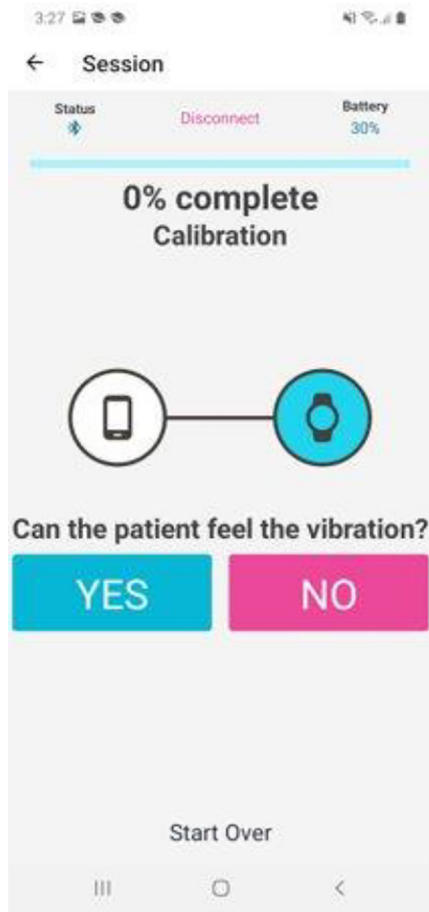 3:27
Session
Status Disconnect Battery
30%
0% complete
Calibration
Can the patient feel the vibration?
YES NO
Start Over